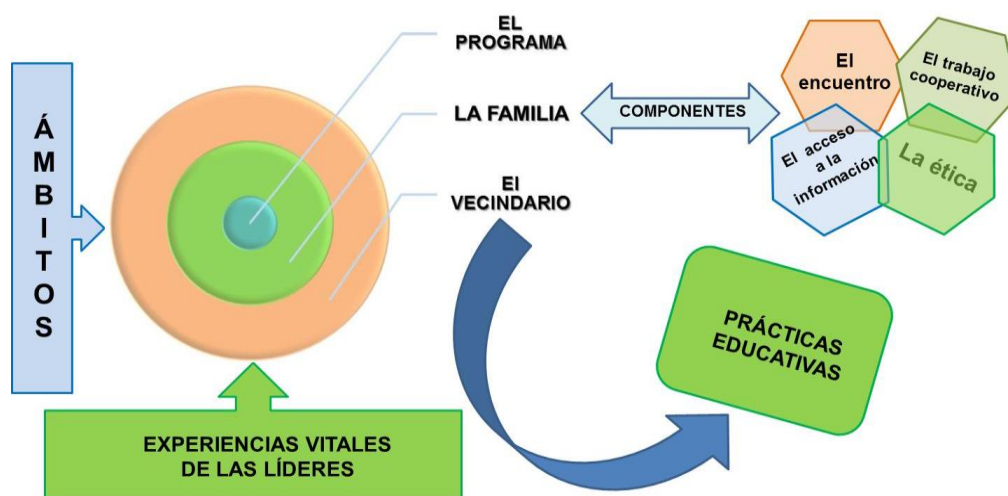 EL
PROGRAMA
LA FAMILIA
El
VECINDARIO
ÁMBITOS
COMPONENTES
El
encuentro
El trabajo
cooperativo
El acceso
a la
información
La ética
PRÁCTICAS
EDUCATIVAS
EXPERIENCIAS VITALES
DE LAS LÍDERES